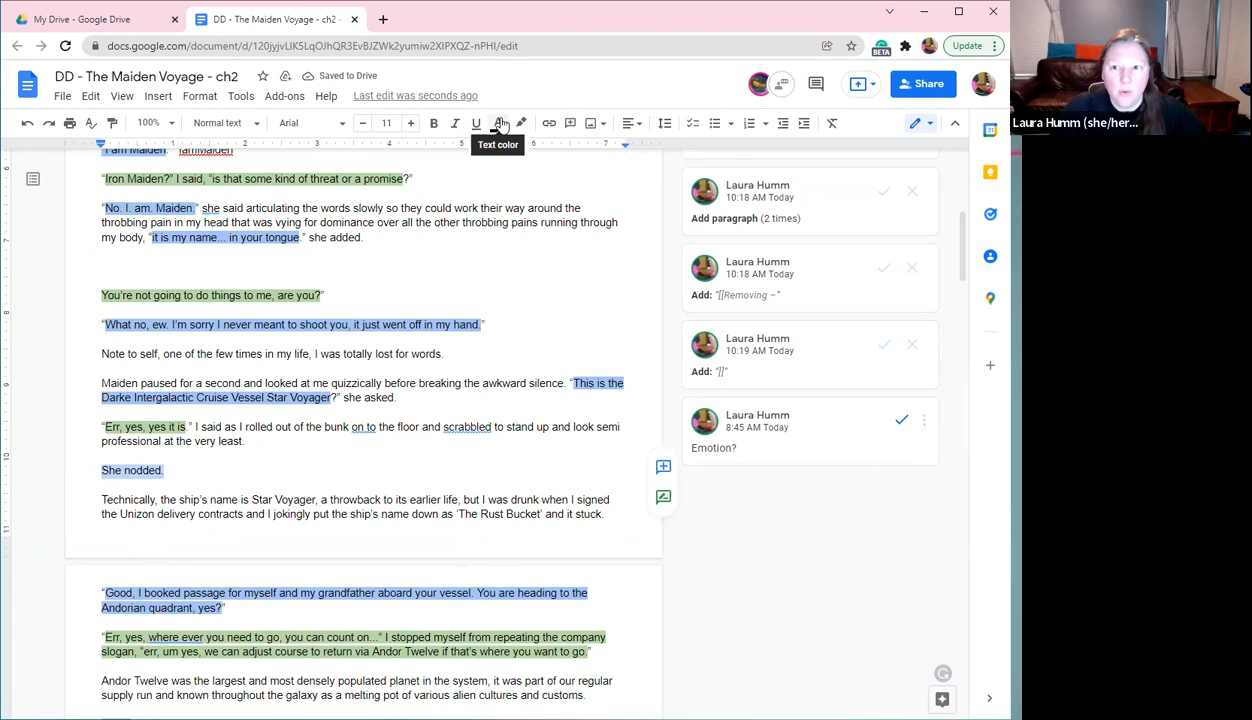 My Drive - Google Drive
DD - The Maiden Voyage - ch2 -
docs.google.com/document/d/120jyjvLIK5LqOJhQR3EvBJZWk2yumiw2XIPXQZ-nPHI/edit
BETA
Update
DD - The Maiden Voyage - ch2
Saved to Drive
File Edit View Insert Format Tools Add-ons Help Last edit was seconds ago
Share
100% Normal text Arial 11
Text color
"I am Maiden." "IamMaiden
"Iron Maiden?" I said, "is that some kind of threat or a promise?"
"No. I. am. Maiden." she said articulating the words slowly so they could work their way around the
throbbing pain in my head that was vying for dominance over all the other throbbing pains running through
my body, "it is my name... in your tongue." she added.
You're not going to do things to me, are you?"
"What no, ew. I'm sorry I never meant to shoot you, it just went off in my hand."
Note to self, one of the few times in my life, I was totally lost for words.
Maiden paused for a second and looked at me quizzically before breaking the awkward silence. "This is the
Darke Intergalactic Cruise Vessel Star Voyager?" she asked.
"Err, yes, yes it is." I said as I rolled out of the bunk on to the floor and scrabbled to stand up and look semi
professional at the very least.
She nodded.
Technically, the ship's name is Star Voyager, a throwback to its earlier life, but I was drunk when I signed
the Unizon delivery contracts and I jokingly put the ship's name down as 'The Rust Bucket' and it stuck.
"Good, I booked passage for myself and my grandfather aboard your vessel. You are heading to the
Andorian quadrant, yes?"
"Err, yes, where ever you need to go, you can count on..." I stopped myself from repeating the company
slogan, "err, um yes, we can adjust course to return via Andor Twelve if that's where you want to go."
Andor Twelve was the largest and most densely populated planet in the system, it was part of our regular
supply run and known throughout the galaxy as a melting pot of various alien cultures and customs.
Laura Humm
10:18 AM Today
Add paragraph (2 times)
Laura Humm
10:18 AM Today
Add: "[[Removing –"
Laura Humm
10:19 AM Today
Add: "]]"
Laura Humm
8:45 AM Today
Emotion?
Laura Humm (she/her...